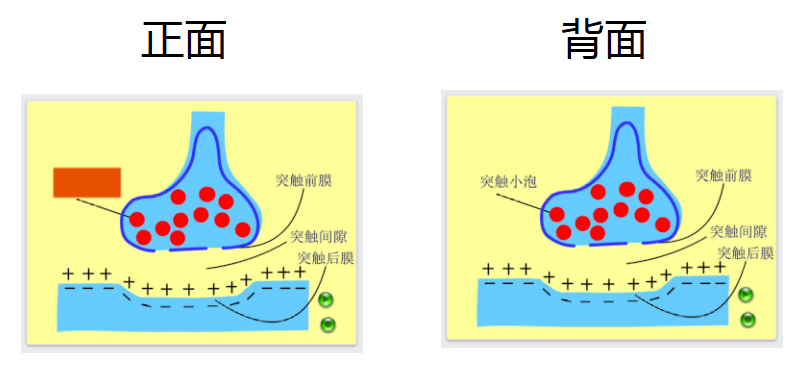 正面
背面
突触前膜
突触间隙
突触后膜
+ + + + + + + + + + + +
− − − − − − − − − − − −
突触小泡
突触前膜
突触间隙
突触后膜
+ + + + + + + + + + + +
− − − − − − − − − − − −